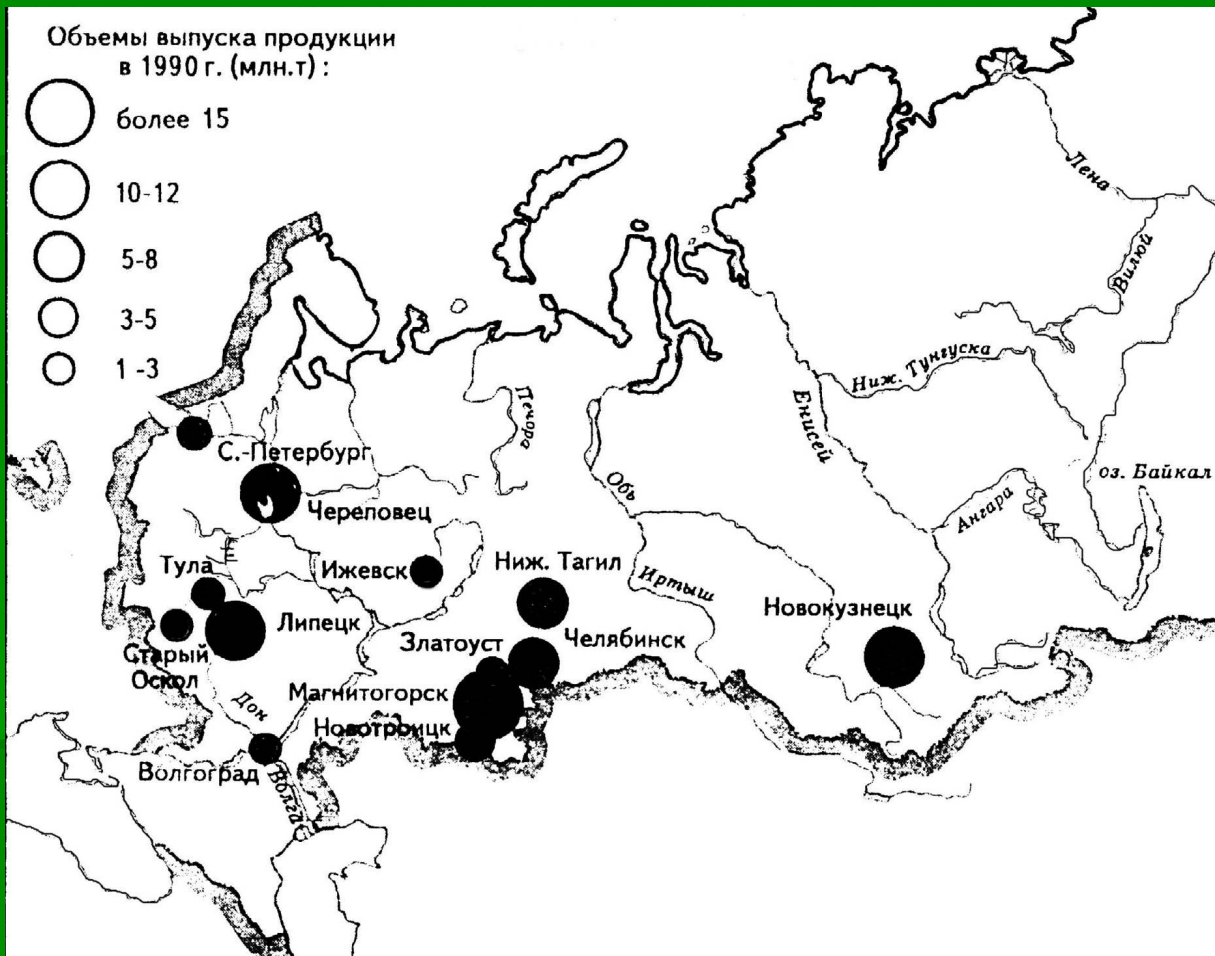 Объемы выпуска продукции
в 1990 г. (млн.т) :
более 15
10-12
5-8
3-5
1-3
Лена
Вилюй
Ниж. Тунгуска
Печора
Енисей
С.-Петербург
Обь
оз. Байкал
Ангара
Череповец
Тула
Ижевск
Ниж. Тагил
Иртыш
Новокузнецк
Липецк
Златоуст
Челябинск
Старый
Оскол
Магнитогорск
Дон
Новотроицк
Волгоград
Волга